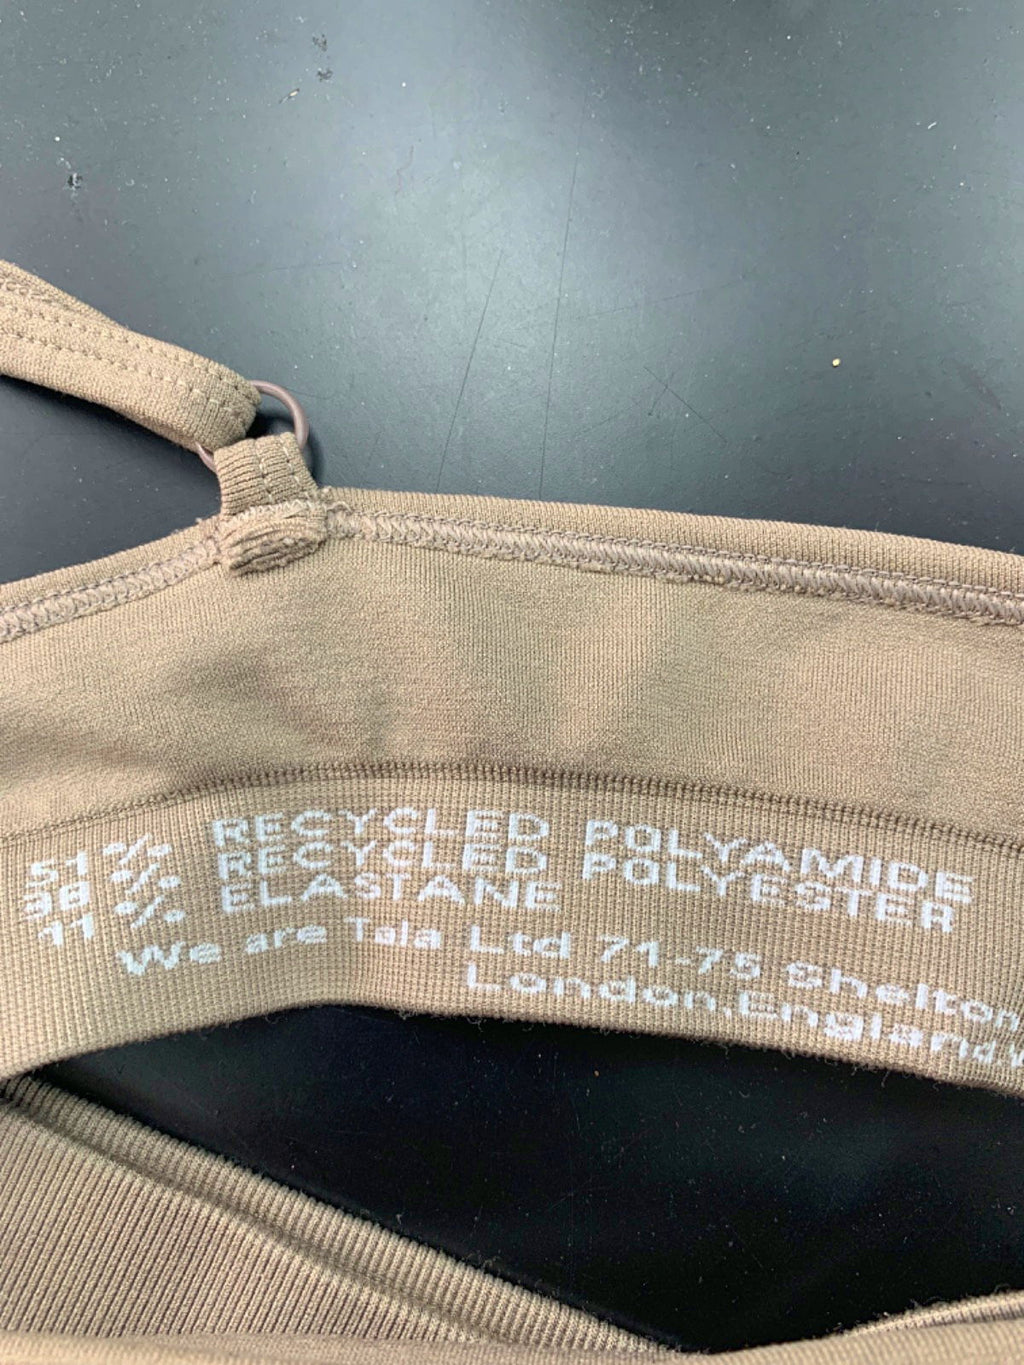 51% RECYCLED POLYAMIDE
38% RECYCLED POLYESTER
11% ELASTANE
We are Tala Ltd 71-75 Shelton
London,England,